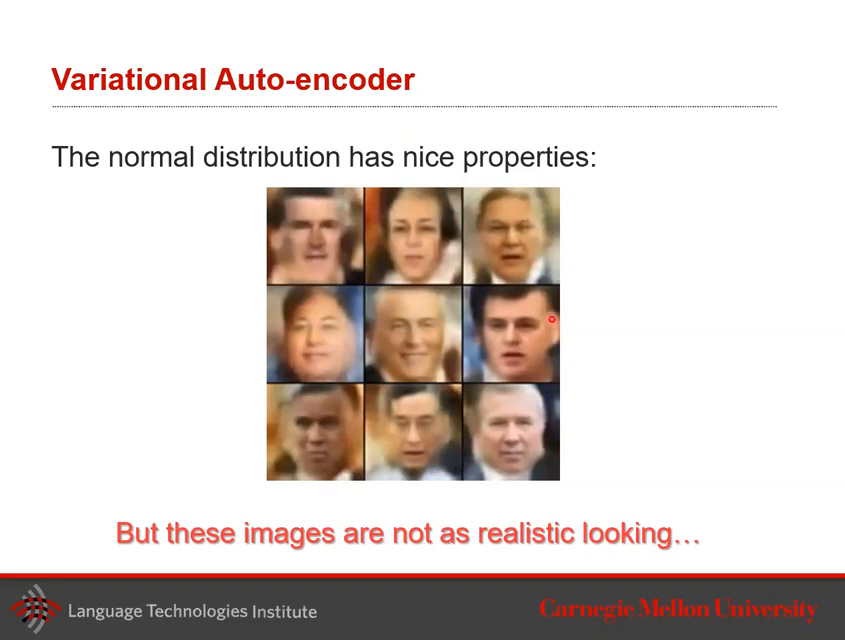 Variational Auto-encoder
The normal distribution has nice properties:
But these images are not as realistic looking…
Language Technologies Institute
Carnegie Mellon University